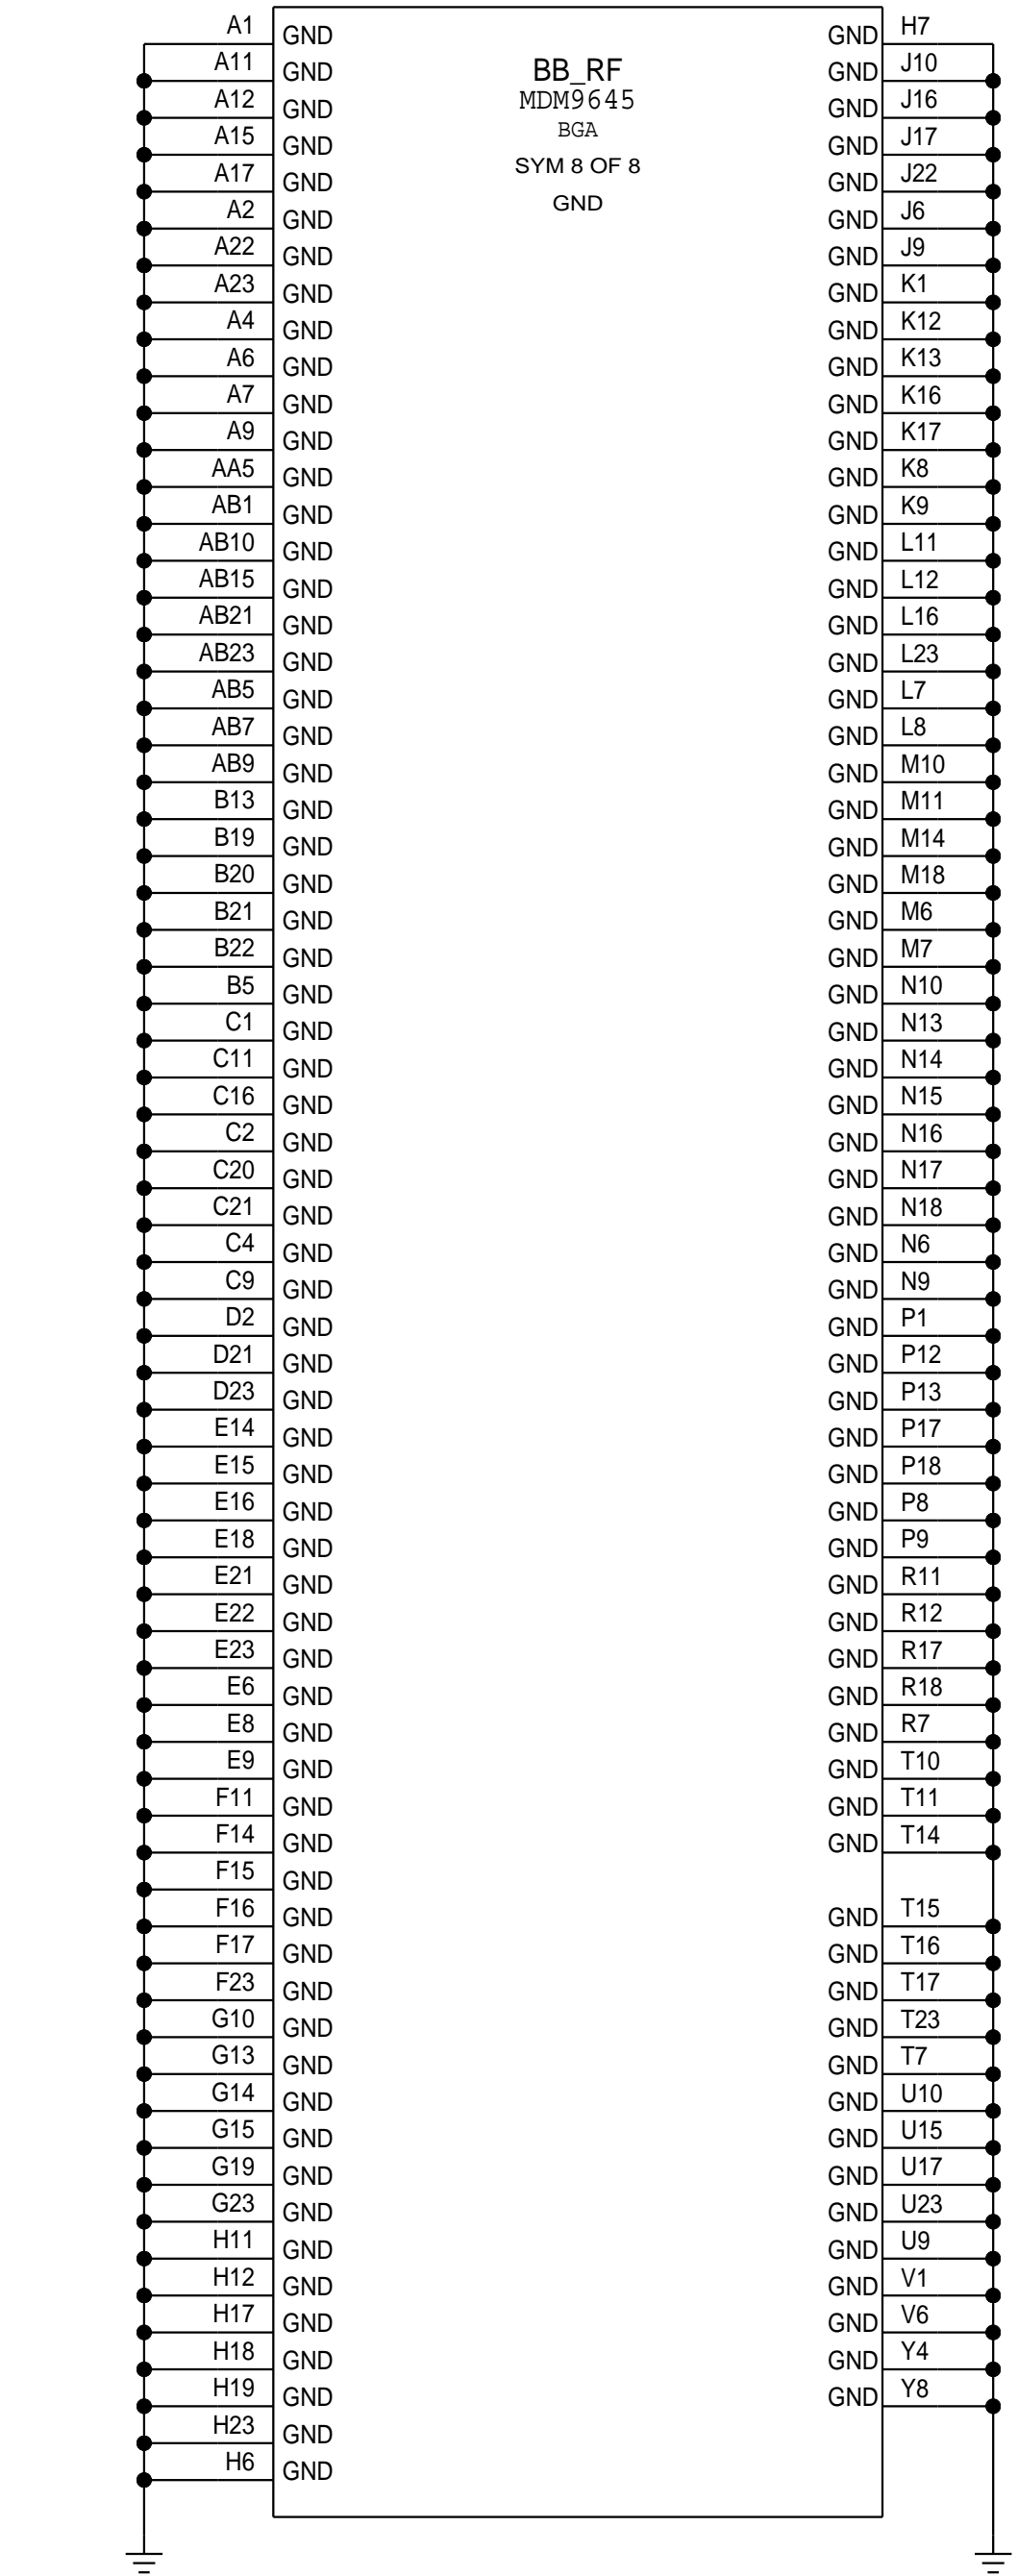 BB_RF
MDM9645
BGA
SYM 8 OF 8
GND
A1 GND GND H7
A11 GND GND J10
A12 GND GND J16
A15 GND GND J17
A17 GND GND J22
A2 GND GND J6
A22 GND GND J9
A23 GND GND K1
A4 GND GND K12
A6 GND GND K13
A7 GND GND K16
A9 GND GND K17
AA5 GND GND K8
AB1 GND GND K9
AB10 GND GND L11
AB15 GND GND L12
AB21 GND GND L16
AB23 GND GND L23
AB5 GND GND L7
AB7 GND GND L8
AB9 GND GND M10
B13 GND GND M11
B19 GND GND M14
B20 GND GND M18
B21 GND GND M6
B22 GND GND M7
B5 GND GND N10
C1 GND GND N13
C11 GND GND N14
C16 GND GND N15
C2 GND GND N16
C20 GND GND N17
C21 GND GND N18
C4 GND GND N6
C9 GND GND N9
D2 GND GND P1
D21 GND GND P12
D23 GND GND P13
E14 GND GND P17
E15 GND GND P18
E16 GND GND P8
E18 GND GND P9
E21 GND GND R11
E22 GND GND R12
E23 GND GND R17
E6 GND GND R18
E8 GND GND R7
E9 GND GND T10
F11 GND GND T11
F14 GND GND T14
F15 GND
F16 GND GND T15
F17 GND GND T16
F23 GND GND T17
G10 GND GND T23
G13 GND GND T7
G14 GND GND U10
G15 GND GND U15
G19 GND GND U17
G23 GND GND U23
H11 GND GND U9
H12 GND GND V1
H17 GND GND V6
H18 GND GND Y4
H19 GND GND Y8
H23 GND
H6 GND